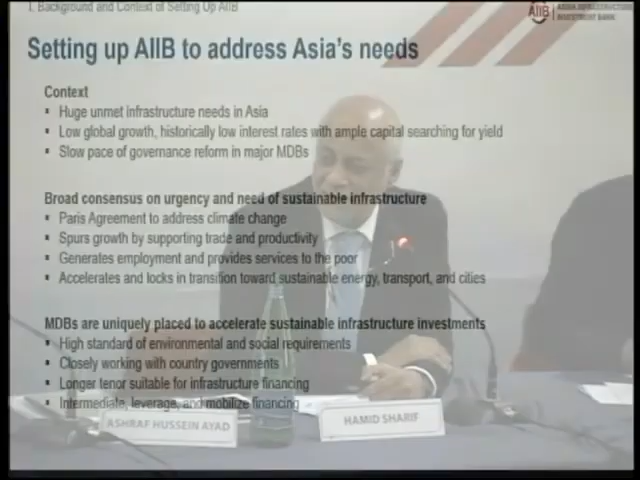 I. Background and Context of Setting Up AIIB
AIIB
ASIAN INFRASTRUCTURE
INVESTMENT BANK
Setting up AIIB to address Asia's needs
Context
▪ Huge unmet infrastructure needs in Asia
▪ Low global growth, historically low interest rates with ample capital searching for yield
▪ Slow pace of governance reform in major MDBs
Broad consensus on urgency and need of sustainable infrastructure
▪ Paris Agreement to address climate change
▪ Spurs growth by supporting trade and productivity
▪ Generates employment and provides services to the poor
▪ Accelerates and locks in transition toward sustainable energy, transport, and cities
MDBs are uniquely placed to accelerate sustainable infrastructure investments
▪ High standard of environmental and social requirements
▪ Closely working with country governments
▪ Longer tenor suitable for infrastructure financing
▪ Intermediate, leverage, and mobilize financing
ASHRAF HUSSEIN AYAD
HAMID SHARIF